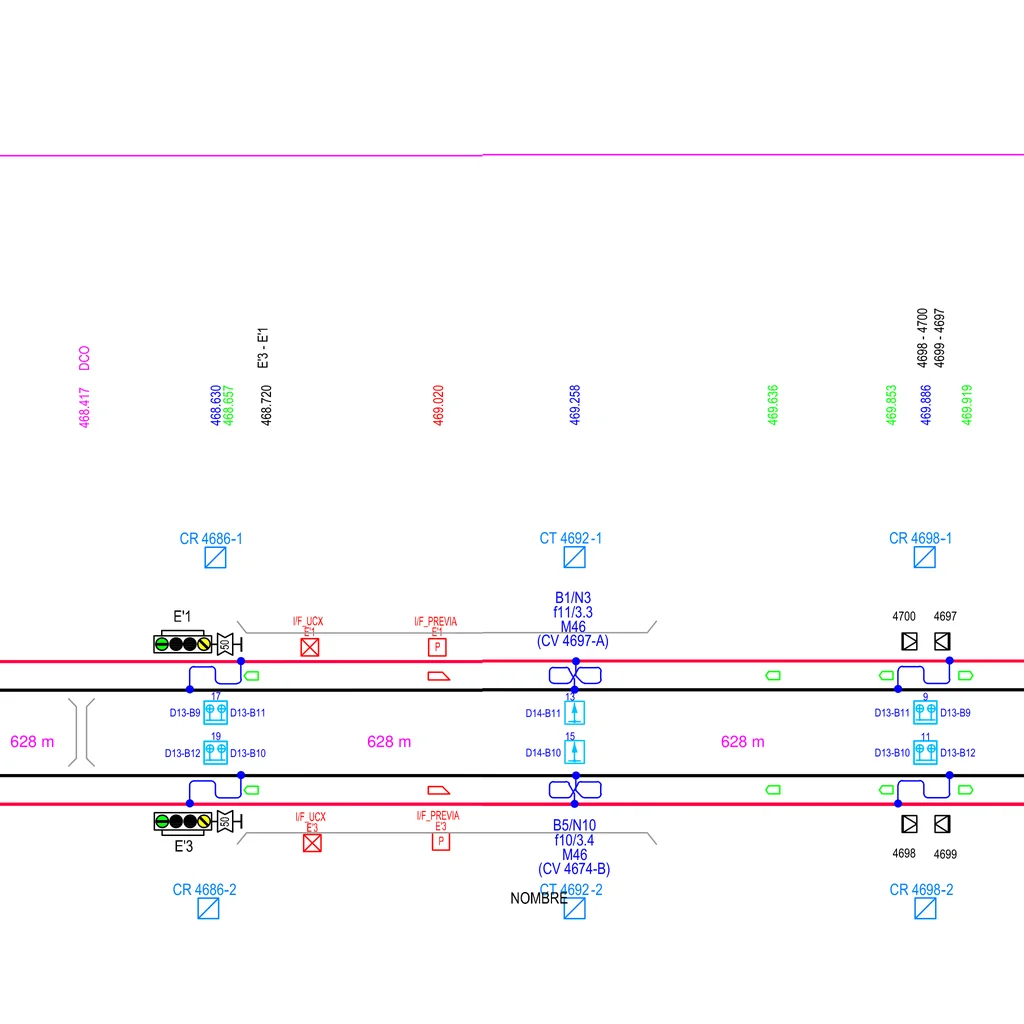 DCO
E'3 - E'1
4698 - 4700
4699 - 4697
468.417
468.630
468.657
468.720
469.020
469.258
469.636
469.853
469.886
469.919
CR 4686-1
CT 4692-1
CR 4698-1
B1/N3
f11/3.3
M46
(CV 4697-A)
E'1
50
I/F_UCX
E'1
I/F_PREVIA
E'1
P
4700
4697
17
D13-B9
D13-B11
13
D14-B11
9
D13-B11
D13-B9
628 m
628 m
628 m
19
D13-B12
D13-B10
15
D14-B10
11
D13-B10
D13-B12
50
E'3
I/F_UCX
E'3
I/F_PREVIA
E'3
P
B5/N10
f10/3.4
M46
(CV 4674-B)
4698
4699
CR 4686-2
CT 4692-2
CR 4698-2
NOMBRE